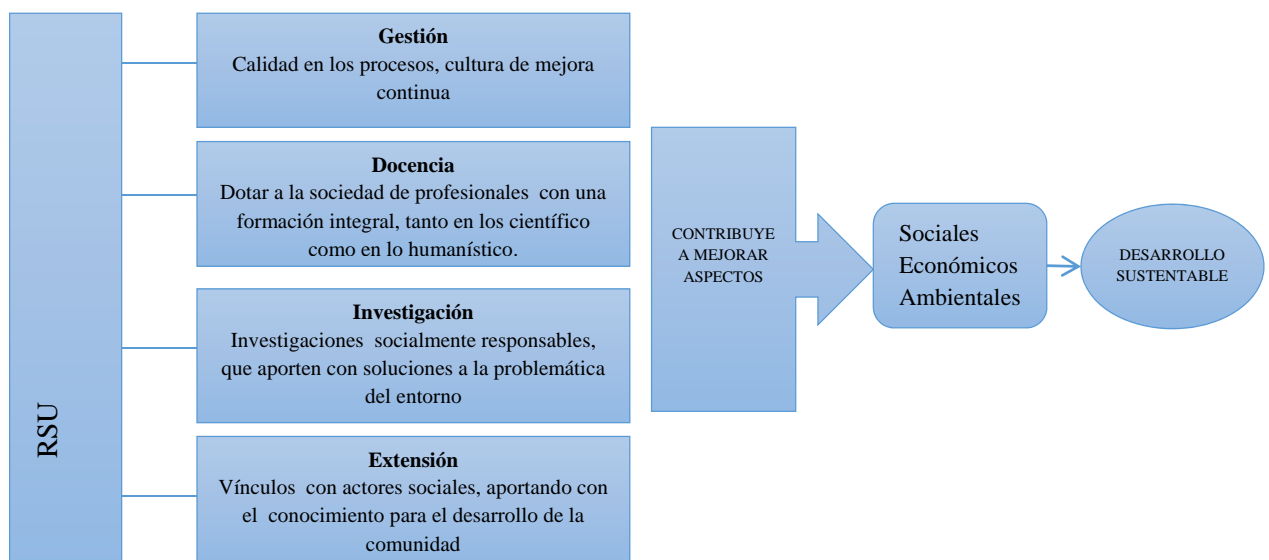 RSU
Gestión
Calidad en los procesos, cultura de mejora
continua
Docencia
Dotar a la sociedad de profesionales con una
formación integral, tanto en los científico
como en lo humanístico.
Investigación
Investigaciones socialmente responsables,
que aporten con soluciones a la problemática
del entorno
Extensión
Vínculos con actores sociales, aportando con
el conocimiento para el desarrollo de la
comunidad
CONTRIBUYE
A MEJORAR
ASPECTOS
Sociales
Económicos
Ambientales
DESARROLLO
SUSTENTABLE